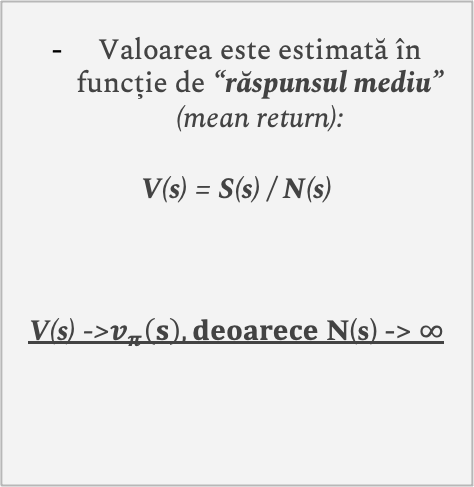 - Valoarea este estimată în
funcție de “răspunsul mediu”
(mean return):
V(s) = S(s) / N(s)
V(s) ->𝒗𝝅(s), deoarece N(s) -> ∞